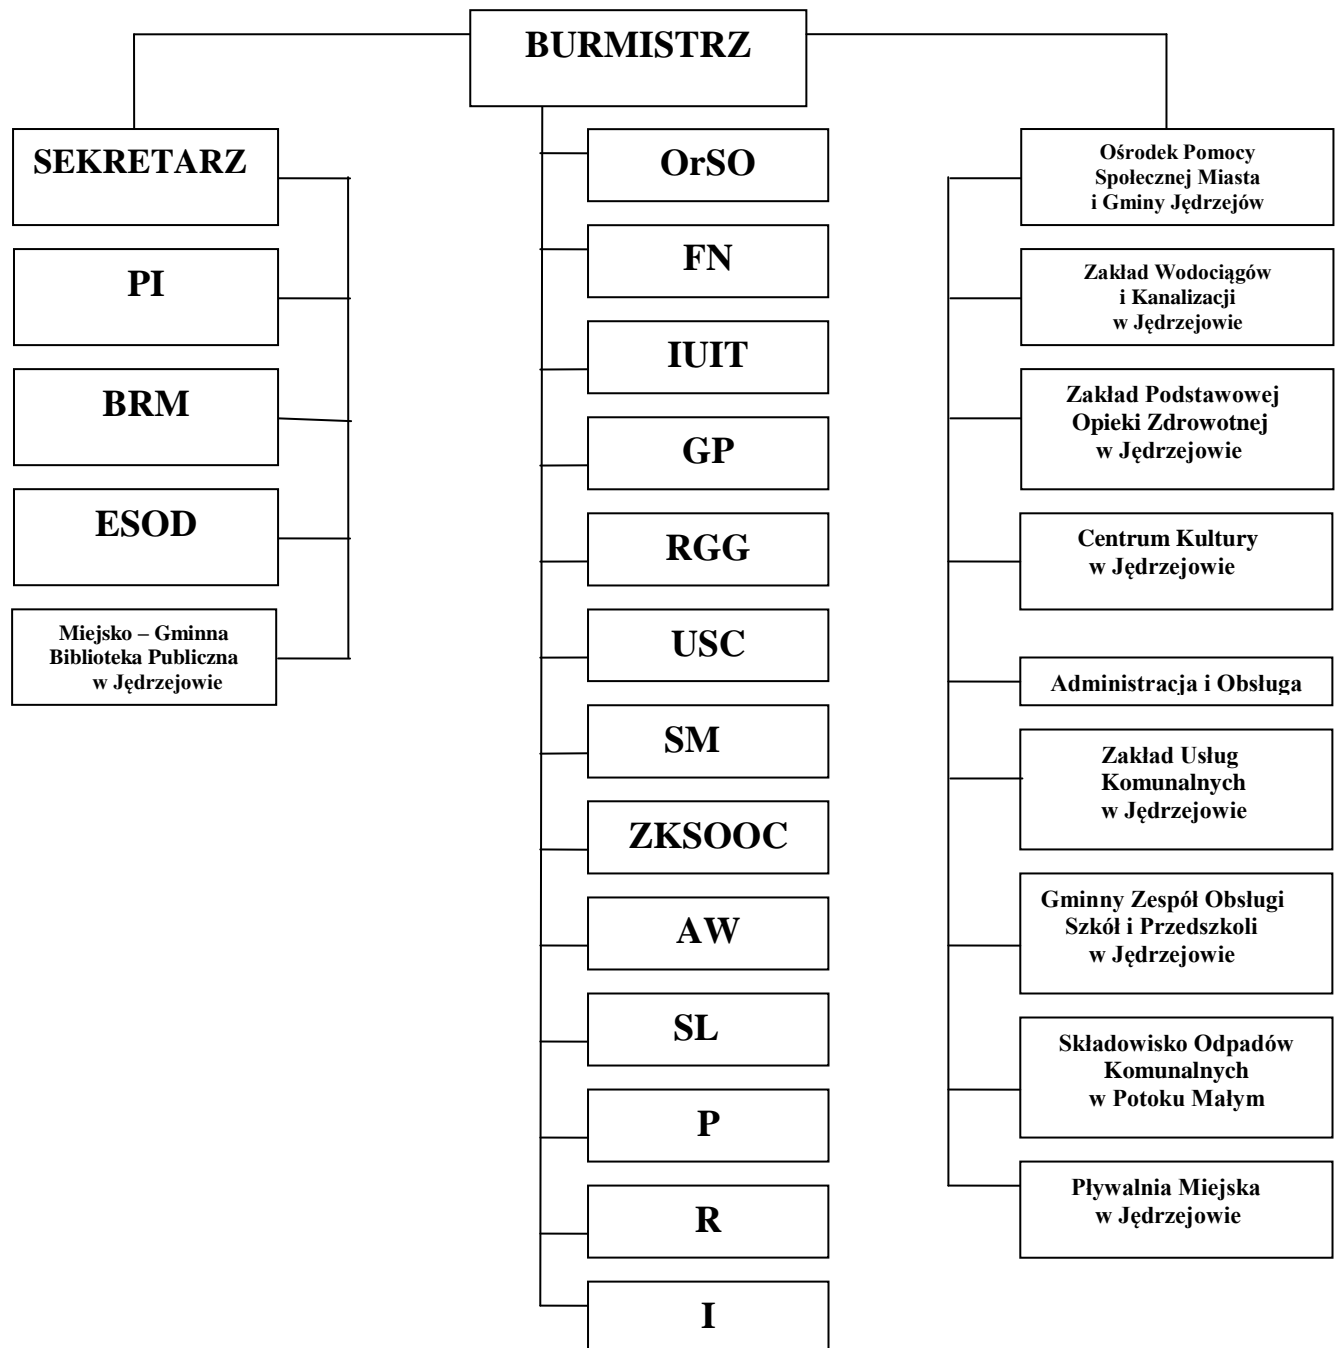 BURMISTRZ
SEKRETARZ
PI
BRM
ESOD
Miejsko – Gminna
Biblioteka Publiczna
w Jędrzejowie
OrSO
FN
IUIT
GP
RGG
USC
SM
ZKSOOC
AW
SL
P
R
I
Ośrodek Pomocy
Społecznej Miasta
i Gminy Jędrzejów
Zakład Wodociągów
i Kanalizacji
w Jędrzejowie
Zakład Podstawowej
Opieki Zdrowotnej
w Jędrzejowie
Centrum Kultury
w Jędrzejowie
Administracja i Obsługa
Zakład Usług
Komunalnych
w Jędrzejowie
Gminny Zespół Obsługi
Szkół i Przedszkoli
w Jędrzejowie
Składowisko Odpadów
Komunalnych
w Potoku Małym
Pływalnia Miejska
w Jędrzejowie